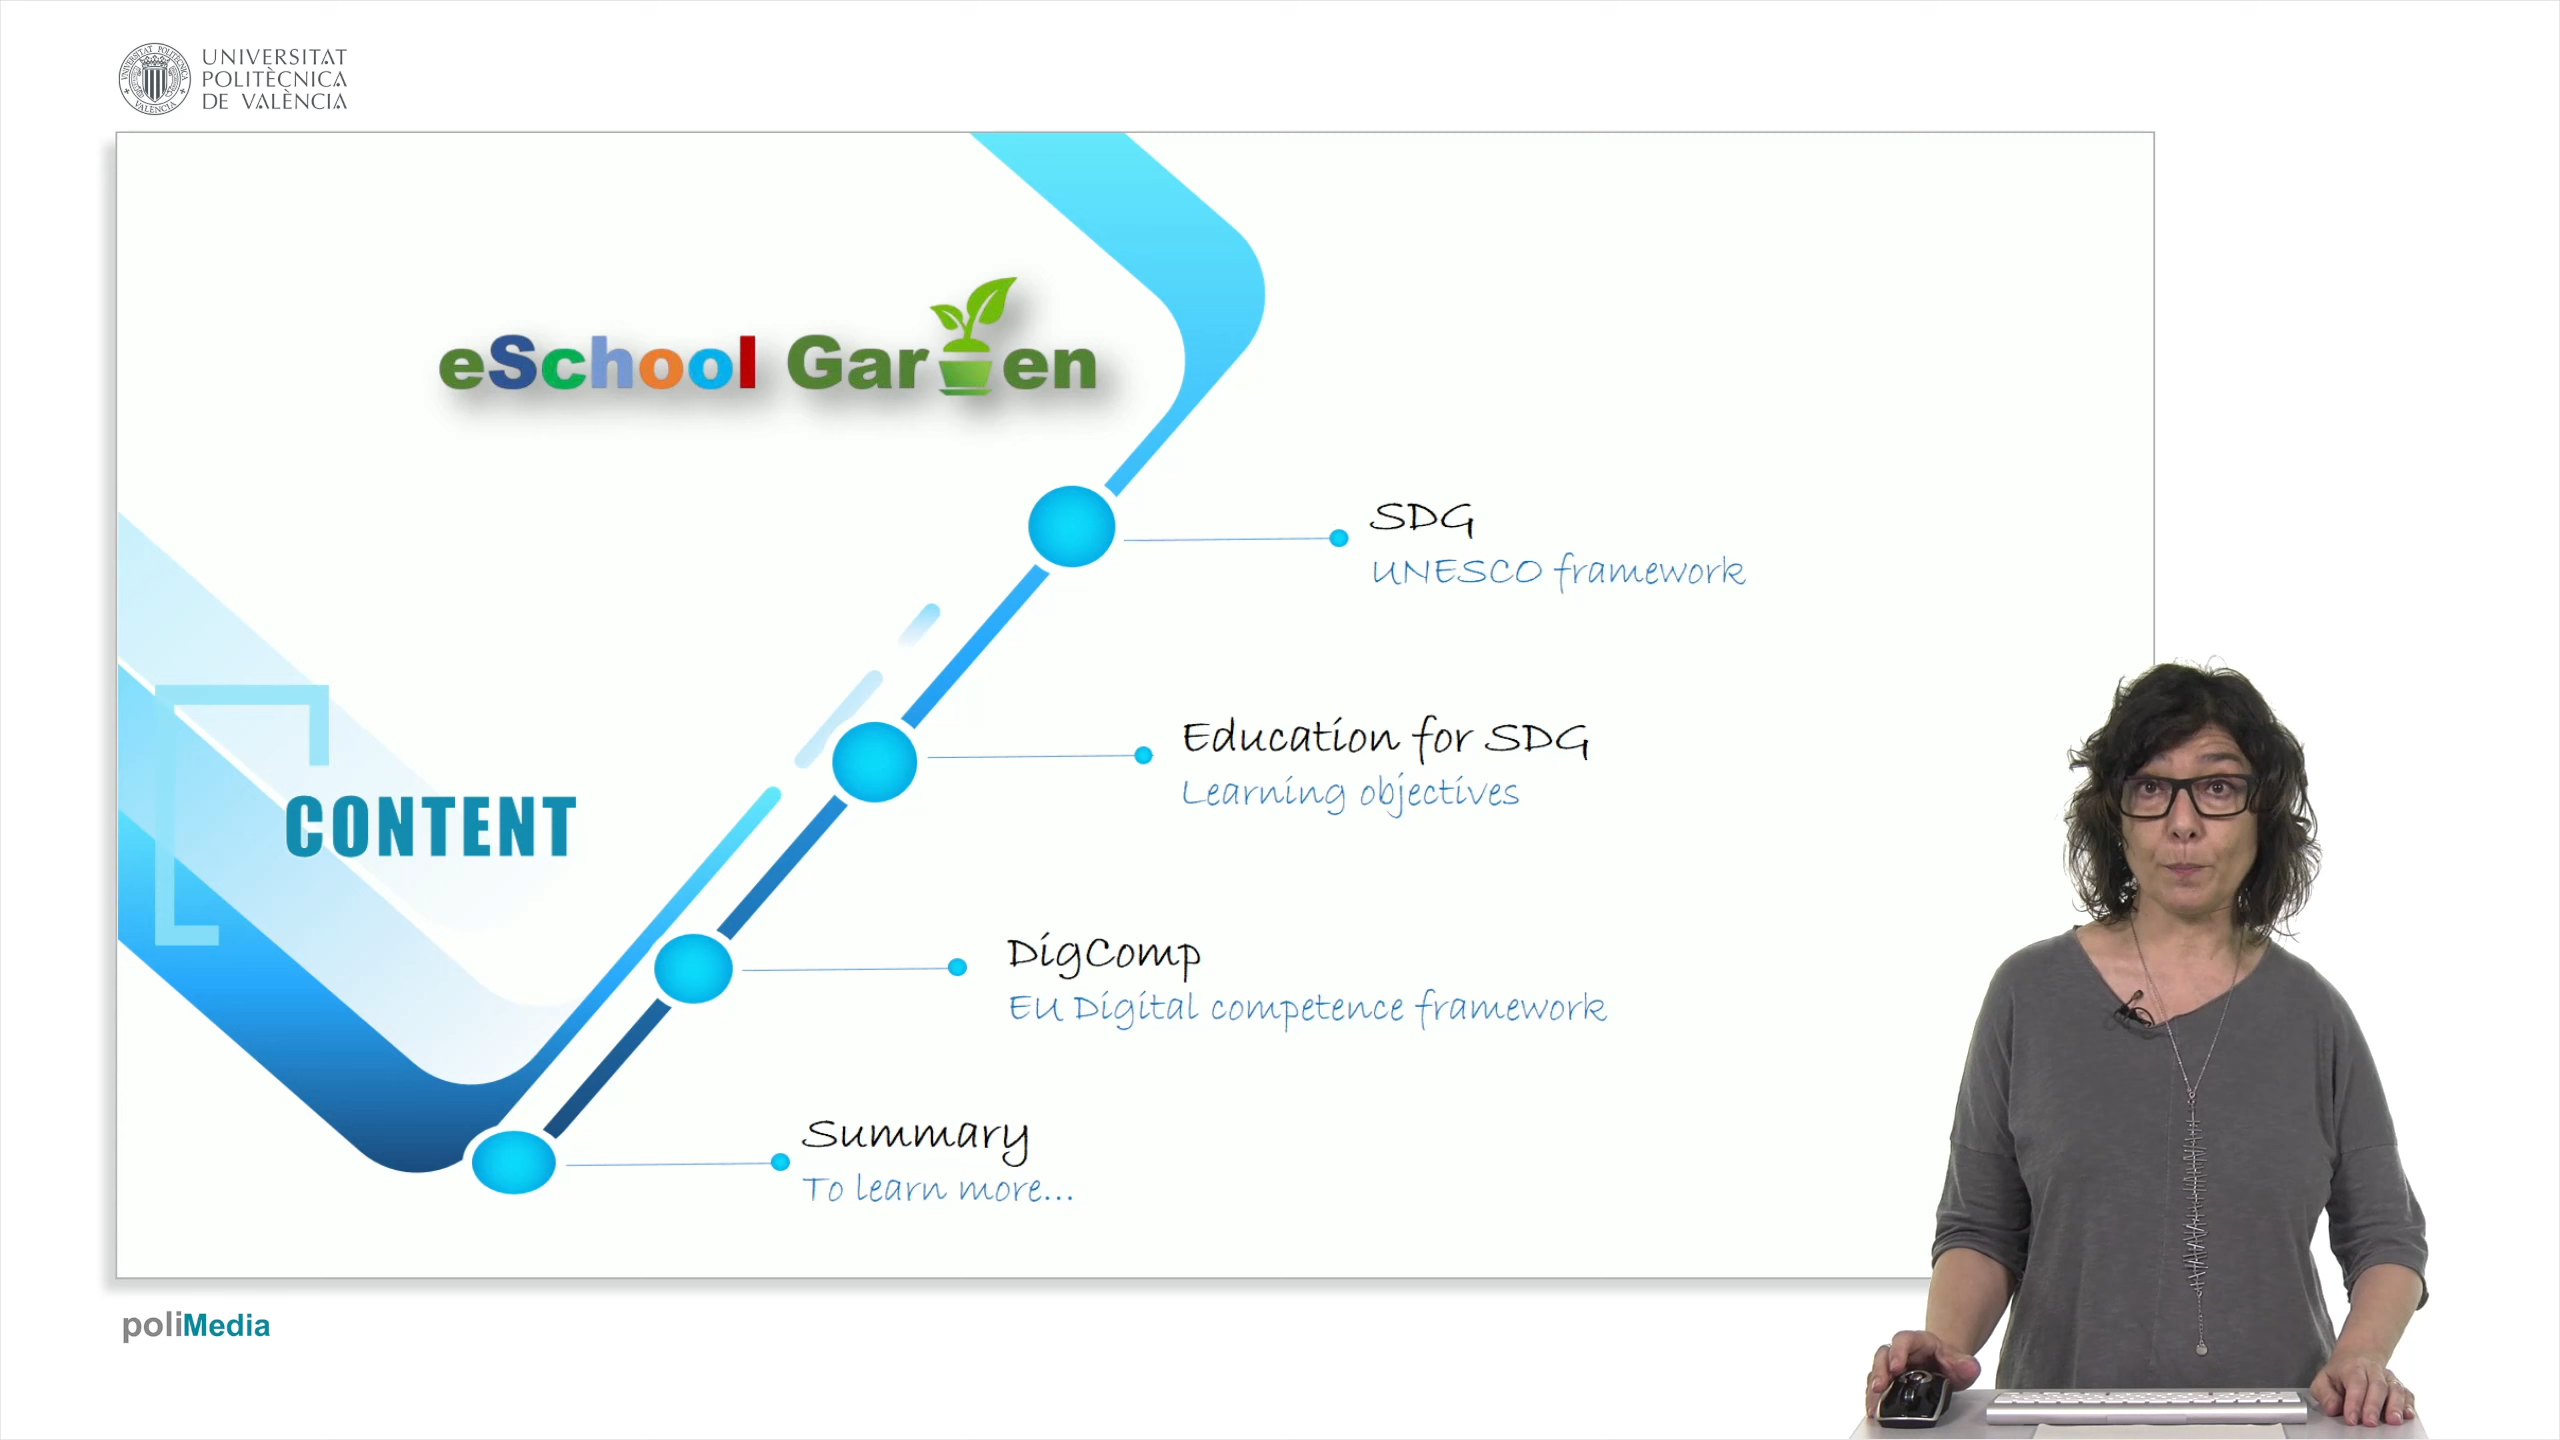 UNIVERSITAT
POLITÈCNICA
DE VALÈNCIA
eSchool Garden
SDG
UNESCO framework
Education for SDG
Learning objectives
CONTENT
DigComp
EU Digital competence framework
Summary
To learn more...
poliMedia